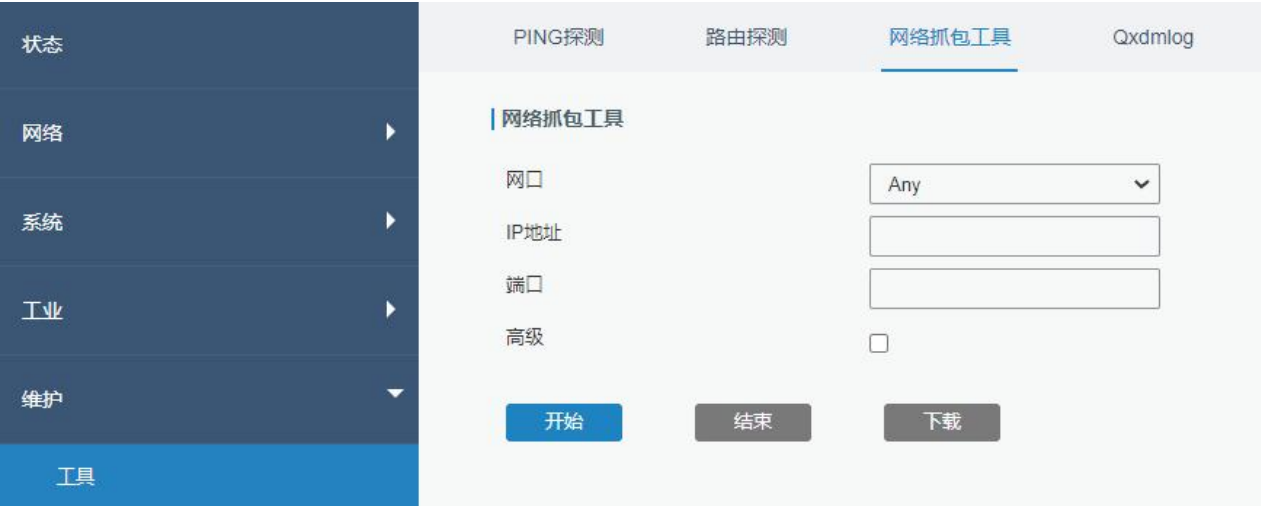 状态
网络
系统
工业
维护
工具
PING探测 路由探测 网络抓包工具 Qxdmlog
网络抓包工具
网口 Any
IP地址
端口
高级
开始 结束 下载